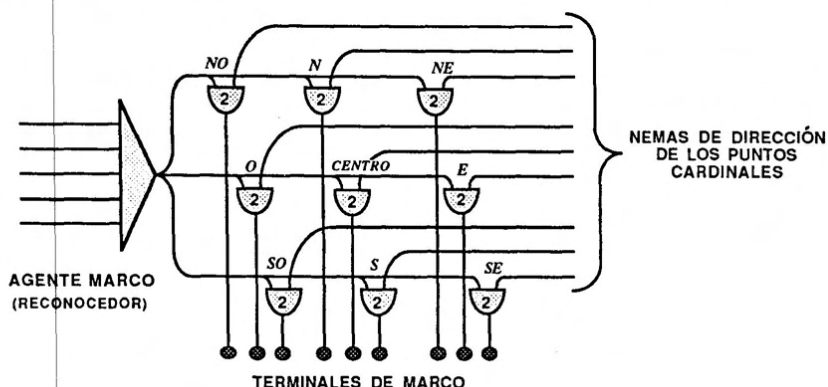 NO N NE
2 2 2
NEMAS DE DIRECCIÓN
DE LOS PUNTOS
CARDINALES
O CENTRO E
2 2 2
AGENTE MARCO
(RECONOCEDOR)
SO S SE
2 2 2
TERMINALES DE MARCO